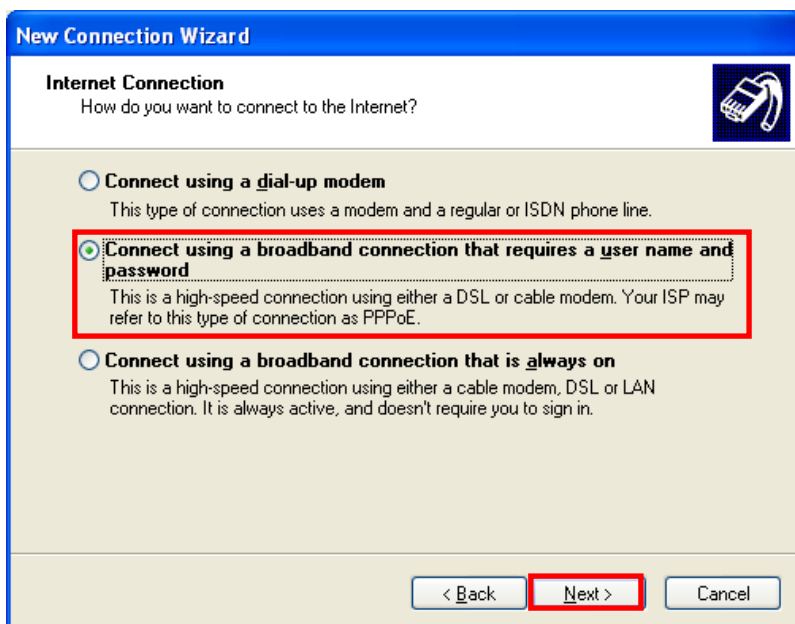 New Connection Wizard
Internet Connection
How do you want to connect to the Internet?
Connect using a dial-up modem
This type of connection uses a modem and a regular or ISDN phone line.
Connect using a broadband connection that requires a user name and
password
This is a high-speed connection using either a DSL or cable modem. Your ISP may
refer to this type of connection as PPPoE.
Connect using a broadband connection that is always on
This is a high-speed connection using either a cable modem, DSL or LAN
connection. It is always active, and doesn't require you to sign in.
< Back Next > Cancel